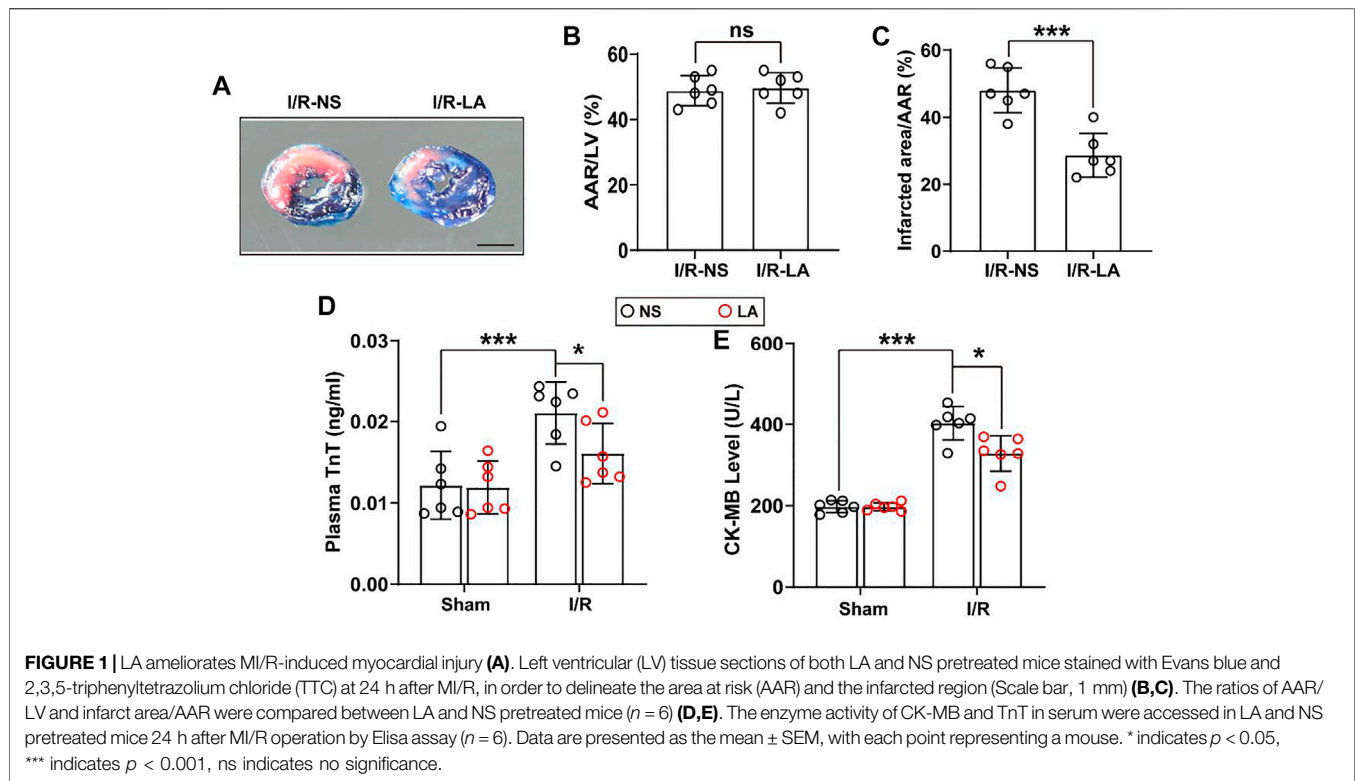 A
I/R-NS I/R-LA
B
ns
AAR/LV (%)
60
40
20
0
I/R-NS I/R-LA
C
***
Infarcted area/AAR (%)
60
40
20
0
I/R-NS I/R-LA
NS LA
D
*** *
Plasma TnT (ng/ml)
0.03
0.02
0.01
0.00
Sham I/R
E
*** *
CK-MB Level (U/L)
600
400
200
0
Sham I/R
FIGURE 1 | LA ameliorates MI/R-induced myocardial injury (A). Left ventricular (LV) tissue sections of both LA and NS pretreated mice stained with Evans blue and
2,3,5-triphenyltetrazolium chloride (TTC) at 24 h after MI/R, in order to delineate the area at risk (AAR) and the infarcted region (Scale bar, 1 mm) (B,C). The ratios of AAR/
LV and infarct area/AAR were compared between LA and NS pretreated mice (n = 6) (D,E). The enzyme activity of CK-MB and TnT in serum were accessed in LA and NS
pretreated mice 24 h after MI/R operation by Elisa assay (n = 6). Data are presented as the mean ± SEM, with each point representing a mouse. * indicates p < 0.05,
*** indicates p < 0.001, ns indicates no significance.